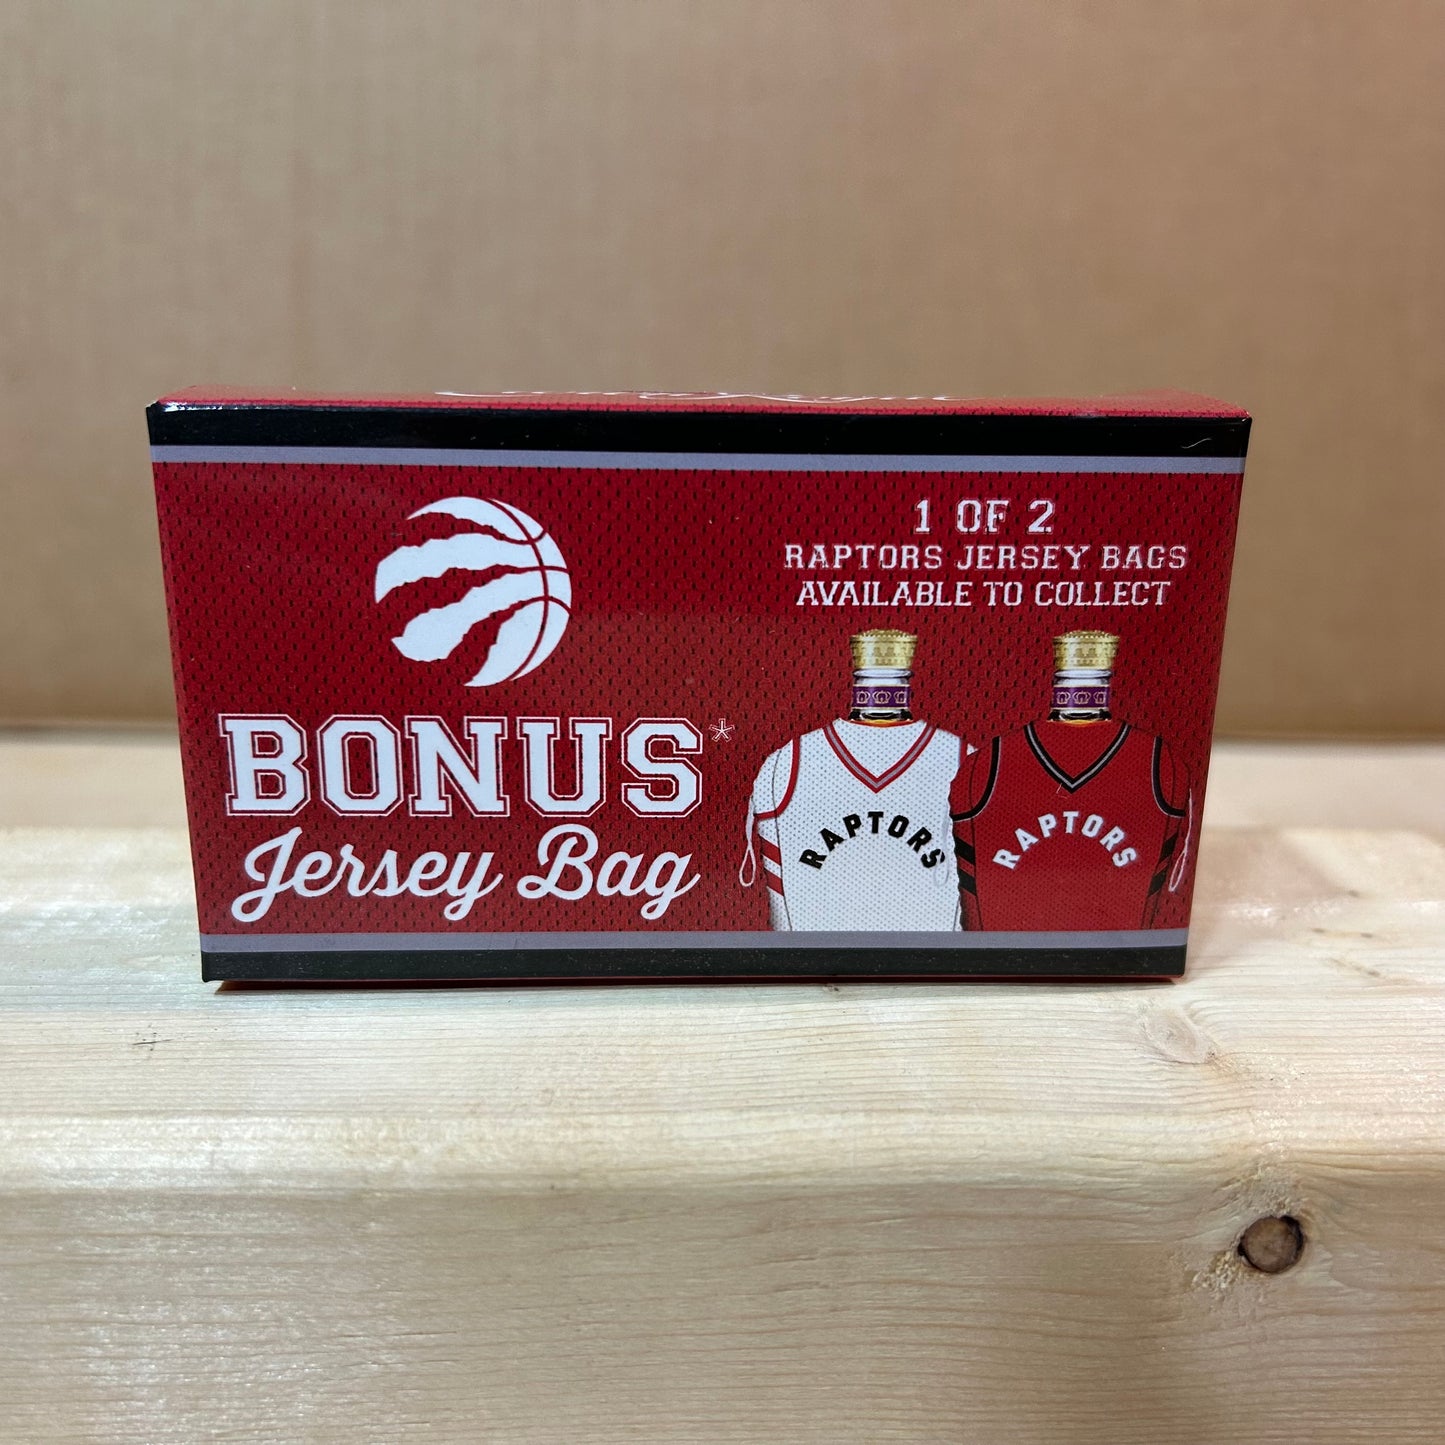 BONUS*
Jersey Bag
1 OF 2
RAPTORS JERSEY BAGS
AVAILABLE TO COLLECT
RAPTORS
RAPTORS